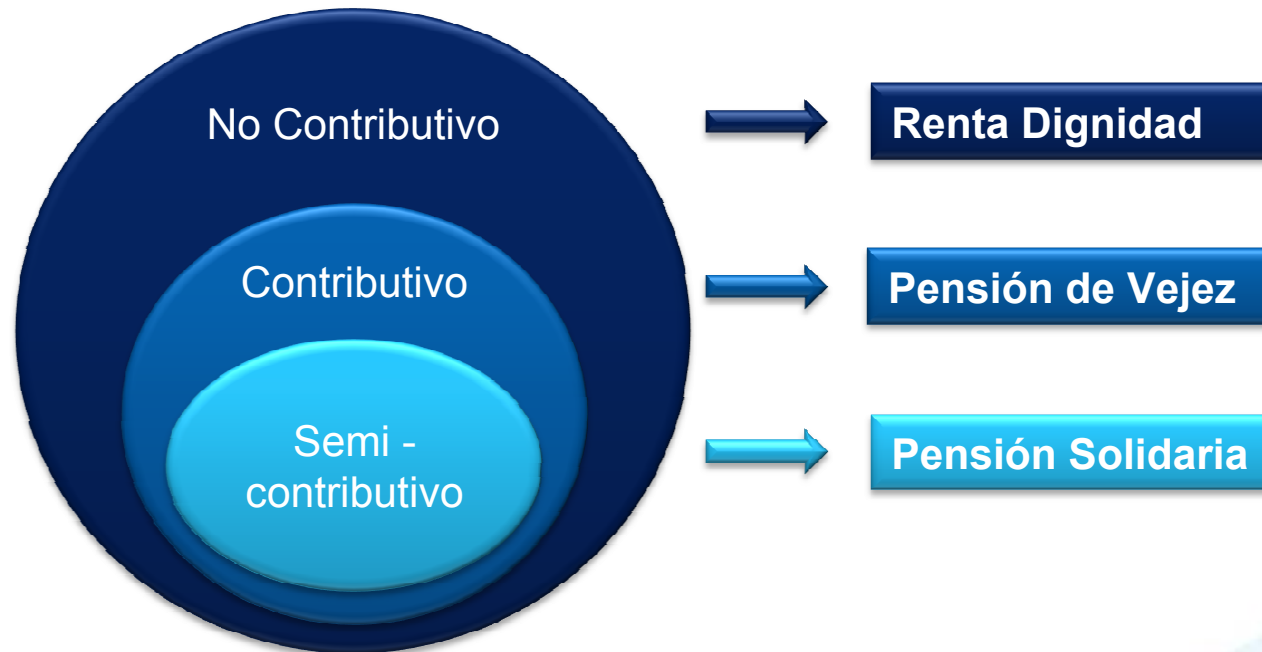 No Contributivo
Renta Dignidad
Contributivo
Pensión de Vejez
Semi -
contributivo
Pensión Solidaria